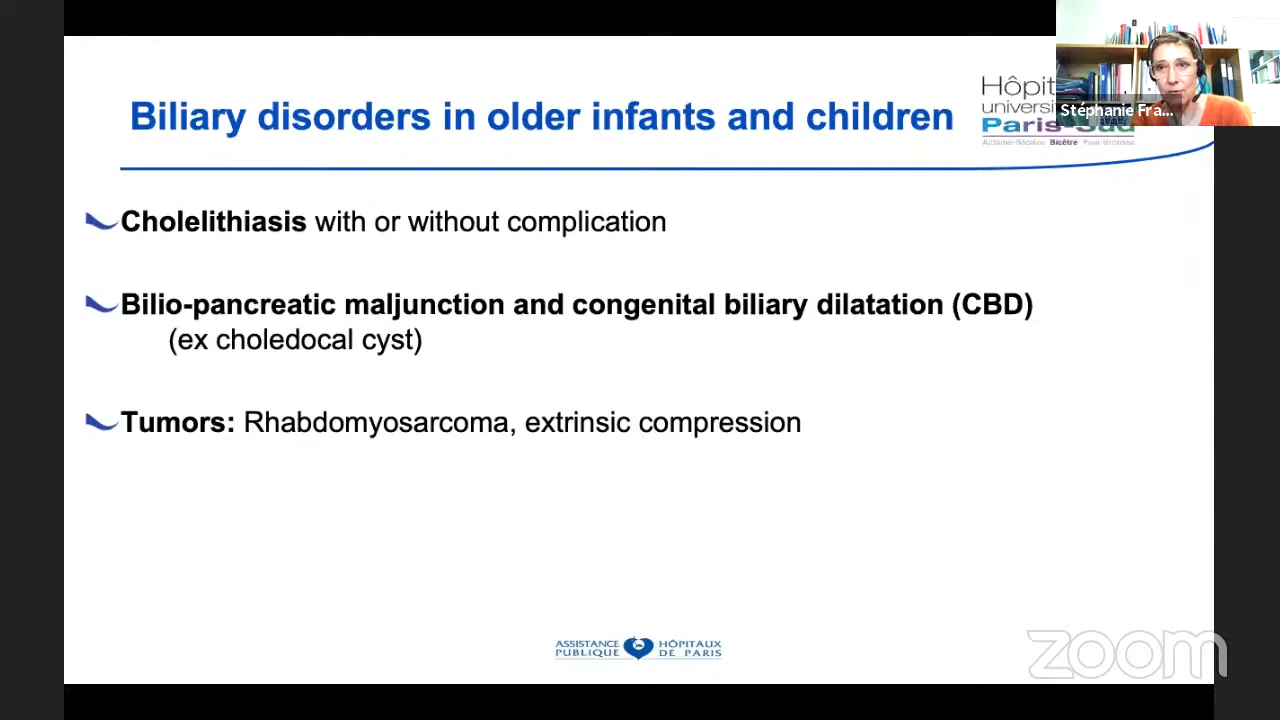 Biliary disorders in older infants and children
Hôpit
universi
Paris-Sud
Bicêtre
Stéphanie Fra...
Cholelithiasis with or without complication
Bilio-pancreatic maljunction and congenital biliary dilatation (CBD)
(ex choledocal cyst)
Tumors: Rhabdomyosarcoma, extrinsic compression
ASSISTANCE HÔPITAUX
PUBLIQUE DE PARIS
zoom